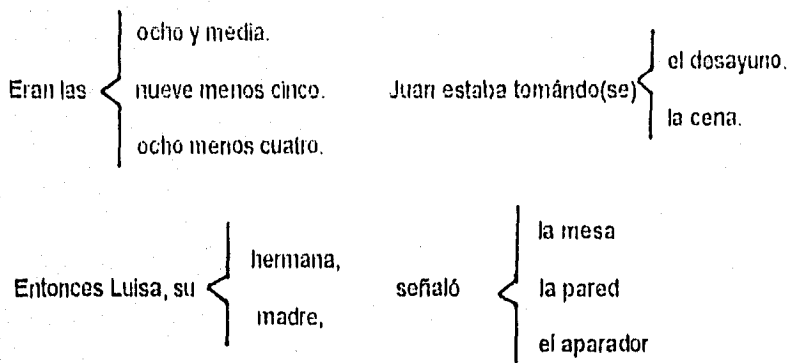 ocho y media.
Eran las nueve menos cinco. Juan estaba tomándo(se) el desayuno.
la cena.
ocho menos cuatro.
la mesa
hermana,
Entonces Luisa, su señaló la pared
madre,
el aparador